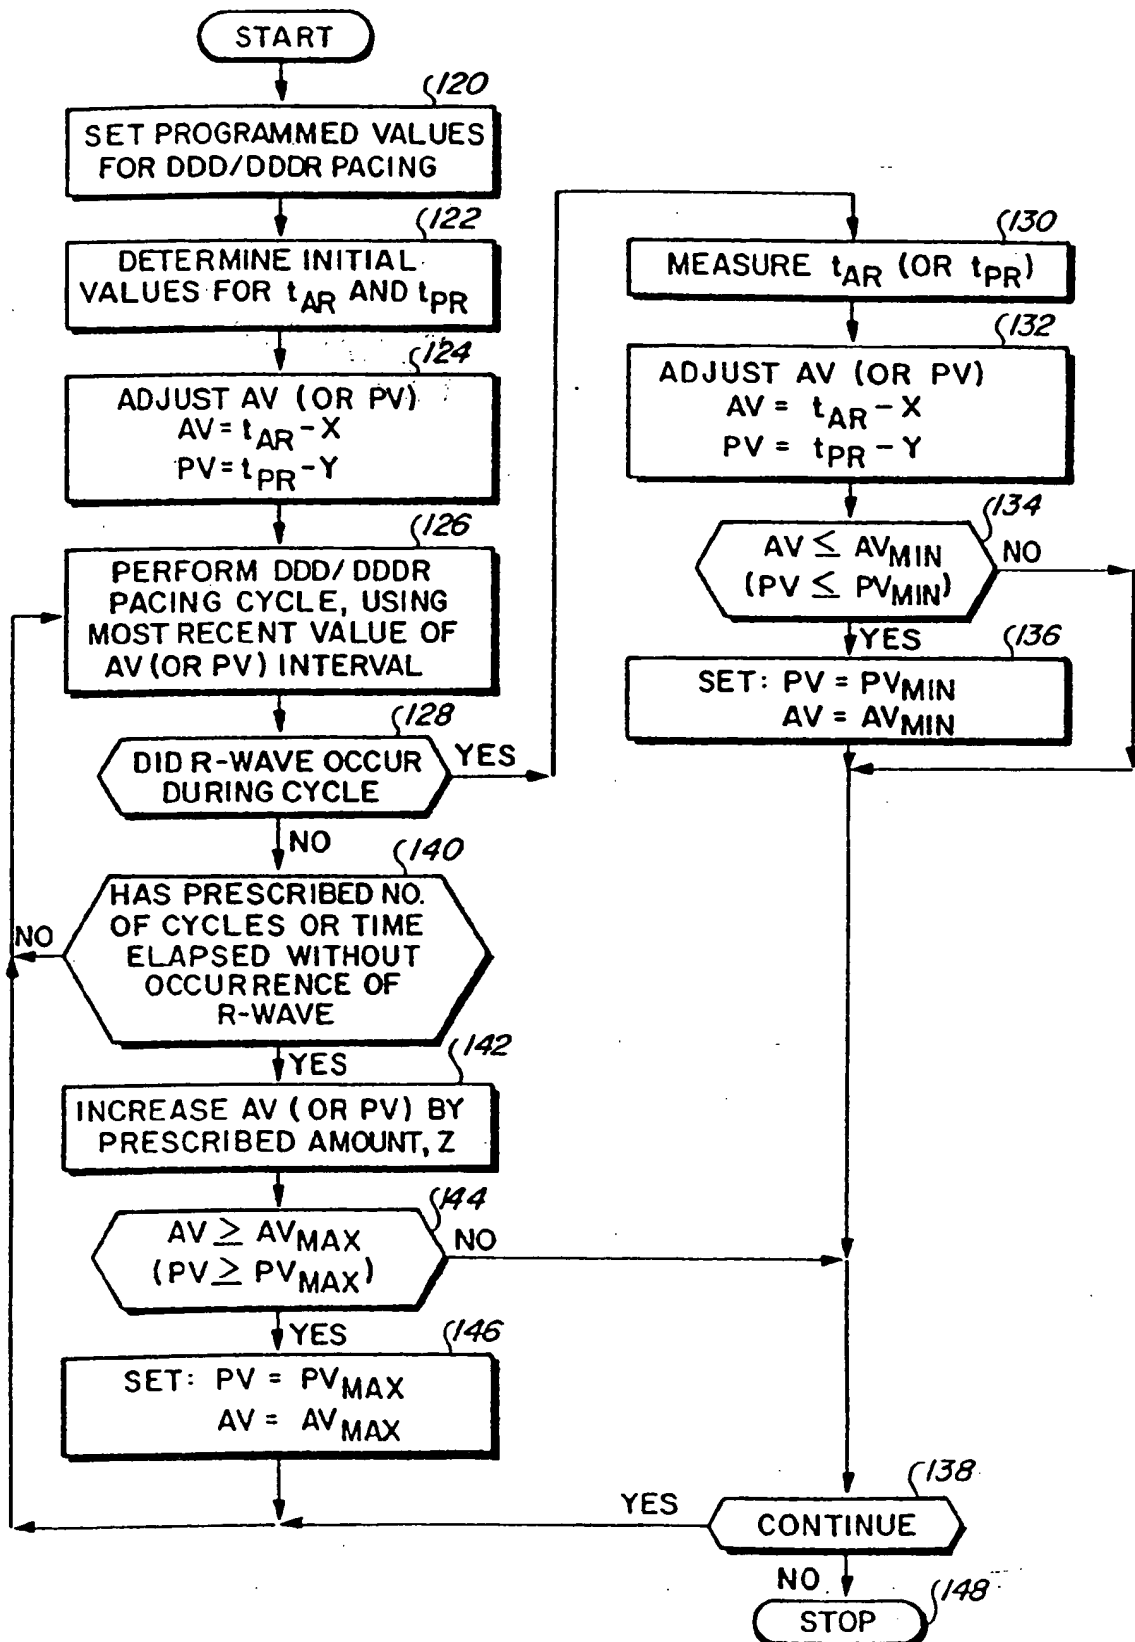 START
120
SET PROGRAMMED VALUES
FOR DDD/DDDR PACING
122
DETERMINE INITIAL
VALUES FOR tAR AND tPR
124
ADJUST AV (OR PV)
AV = tAR - X
PV = tPR - Y
126
PERFORM DDD/DDDR
PACING CYCLE, USING
MOST RECENT VALUE OF
AV (OR PV) INTERVAL
128
DID R-WAVE OCCUR
DURING CYCLE
YES
NO
130
MEASURE tAR (OR tPR)
132
ADJUST AV (OR PV)
AV = tAR - X
PV = tPR - Y
134
AV ≤ AVMIN
(PV ≤ PVMIN)
NO
YES
136
SET: PV = PVMIN
AV = AVMIN
140
HAS PRESCRIBED NO.
OF CYCLES OR TIME
ELAPSED WITHOUT
OCCURRENCE OF
R-WAVE
NO
YES
142
INCREASE AV (OR PV) BY
PRESCRIBED AMOUNT, Z
144
AV ≥ AVMAX
(PV ≥ PVMAX)
NO
YES
146
SET: PV = PVMAX
AV = AVMAX
138
CONTINUE
YES
NO
148
STOP